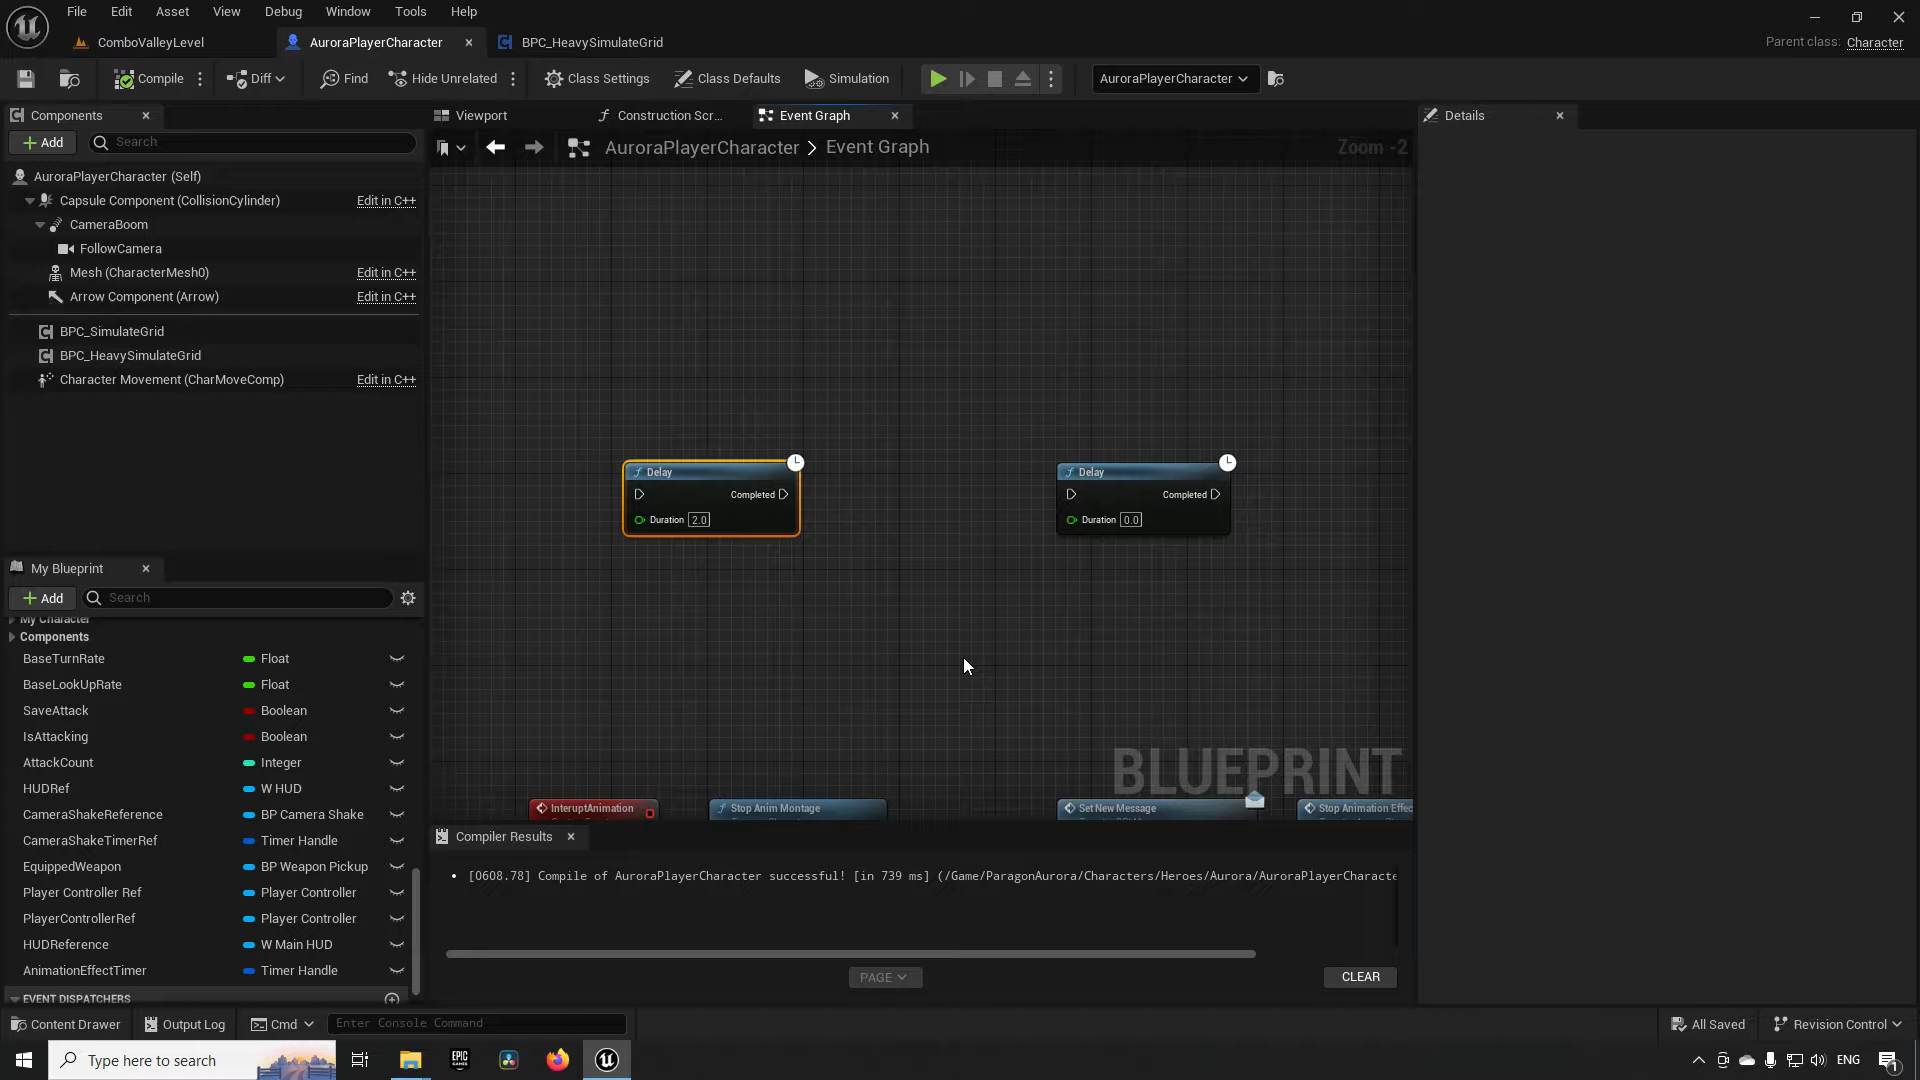 File Edit Asset View Debug Window Tools Help
ComboValleyLevel AuroraPlayerCharacter BPC_HeavySimulateGrid
Parent class: Character
Compile Diff Find Hide Unrelated Class Settings Class Defaults Simulation AuroraPlayerCharacter
Components
Add Search
AuroraPlayerCharacter (Self)
Capsule Component (CollisionCylinder) Edit in C++
CameraBoom
FollowCamera
Mesh (CharacterMesh0) Edit in C++
Arrow Component (Arrow) Edit in C++
BPC_SimulateGrid
BPC_HeavySimulateGrid
Character Movement (CharMoveComp) Edit in C++
My Blueprint
Add Search
My Character
Components
BaseTurnRate Float
BaseLookUpRate Float
SaveAttack Boolean
IsAttacking Boolean
AttackCount Integer
HUDRef W HUD
CameraShakeReference BP Camera Shake
CameraShakeTimerRef Timer Handle
EquippedWeapon BP Weapon Pickup
Player Controller Ref Player Controller
PlayerControllerRef Player Controller
HUDReference W Main HUD
AnimationEffectTimer Timer Handle
EVENT DISPATCHERS
Viewport Construction Scr... Event Graph
AuroraPlayerCharacter > Event Graph
Zoom -2
Delay
Completed
Duration 2.0
Delay
Completed
Duration 0.0
BLUEPRINT
InteruptAnimation
Stop Anim Montage
Set New Message
Stop Animation Effec
Compiler Results
• [0608.78] Compile of AuroraPlayerCharacter successful! [in 739 ms] (/Game/ParagonAurora/Characters/Heroes/Aurora/AuroraPlayerCharacte
PAGE
CLEAR
Details
Content Drawer Output Log Cmd Enter Console Command
All Saved Revision Control
Type here to search
EPIC GAMES
ENG
1